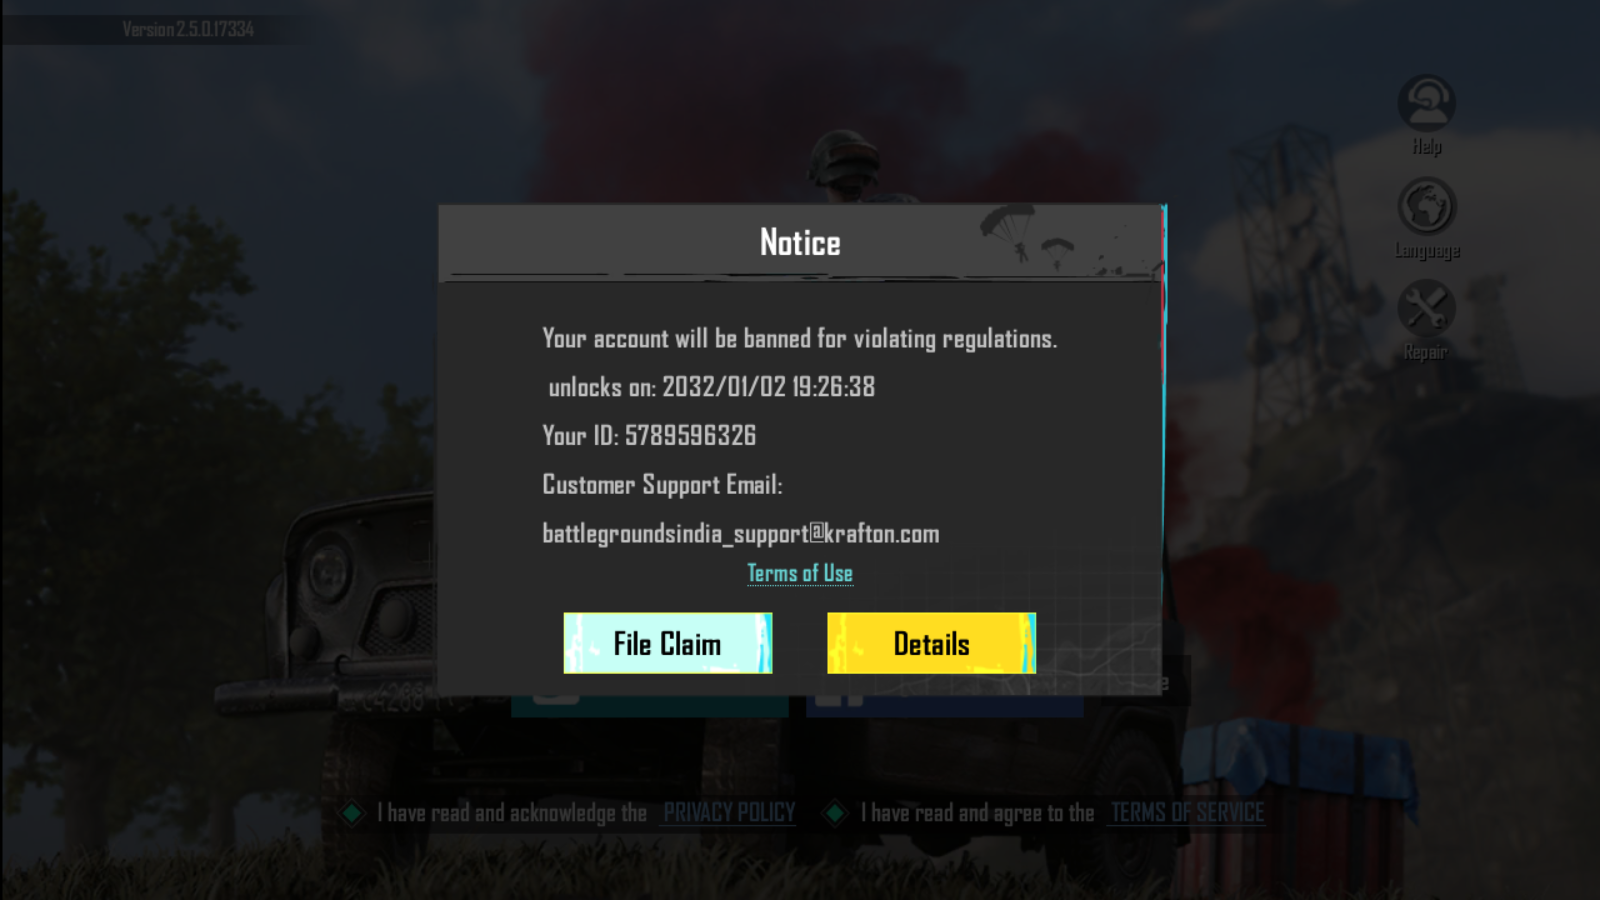 Version 2.5.0.17334
Help
Language
Repair
Notice
Your account will be banned for violating regulations.
unlocks on: 2032/01/02 19:26:38
Your ID: 5789596326
Customer Support Email:
battlegroundsindia_support@krafton.com
Terms of Use
File Claim
Details
I have read and acknowledge the PRIVACY POLICY
I have read and agree to the TERMS OF SERVICE